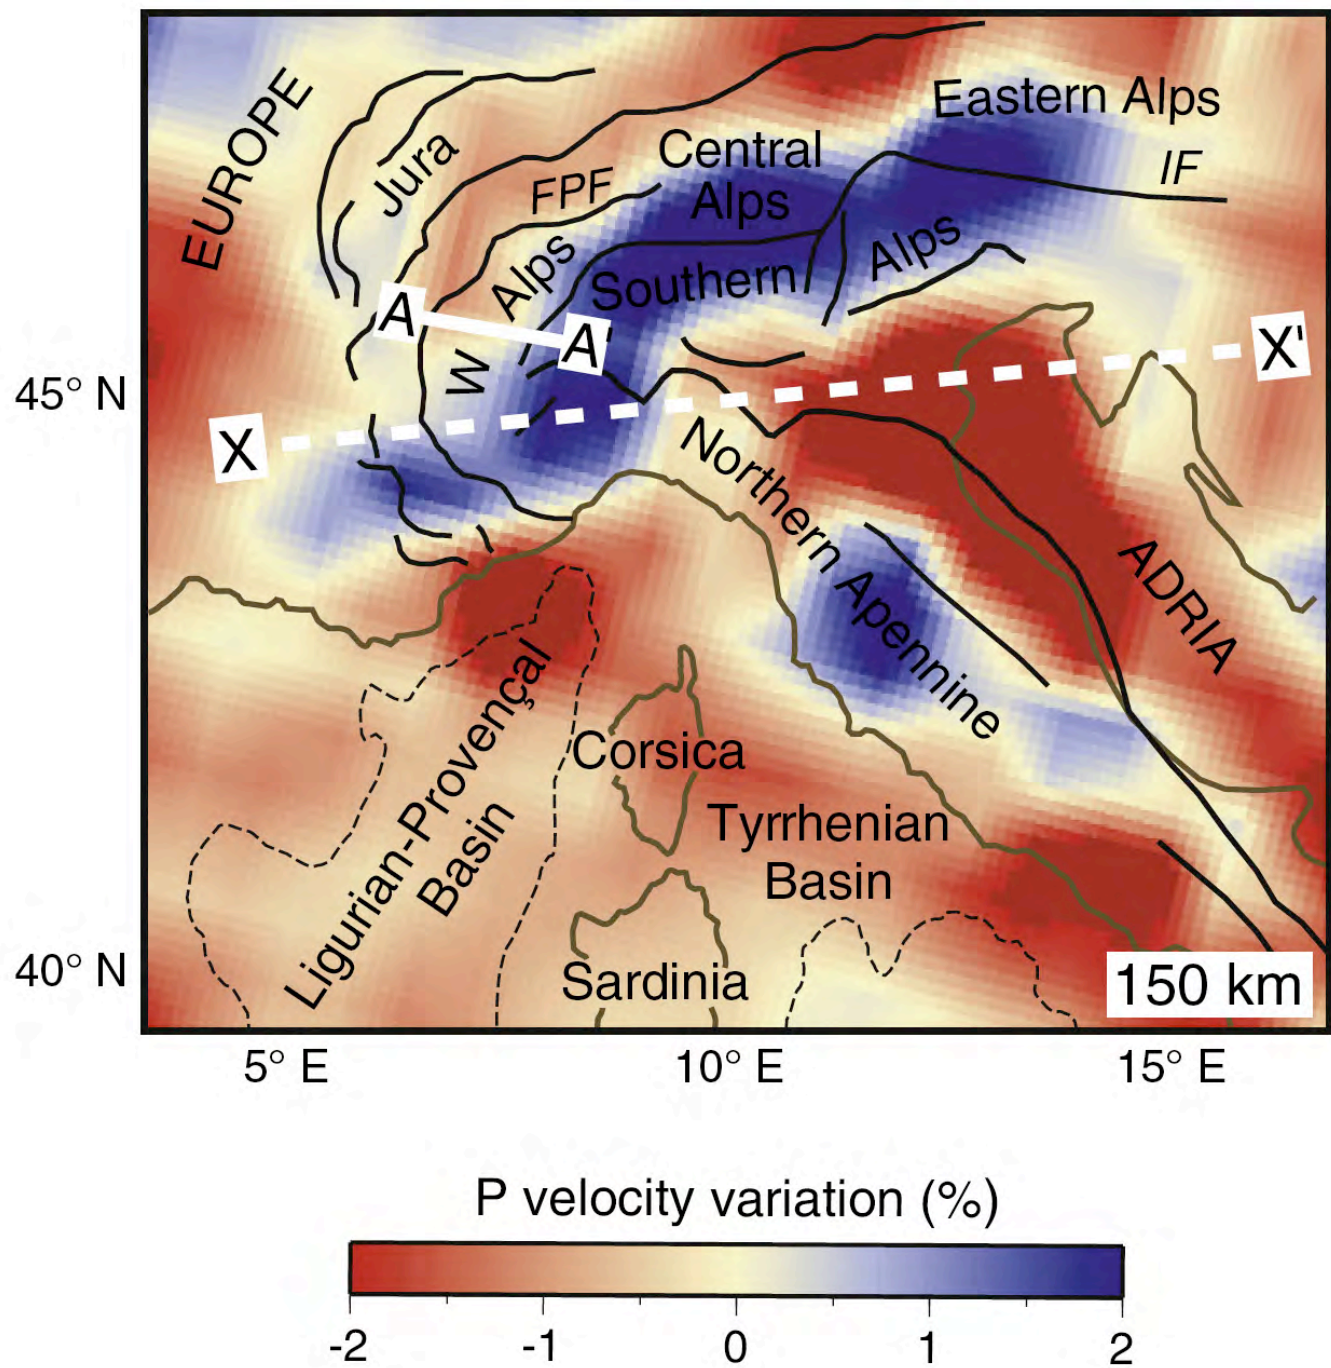 Eastern Alps
EUROPE
Jura
Central
Alps
FPF
IF
Alps
Alps
Southern
A
A
W
X'
45° N
X
Northern Apennine
ADRIA
Ligurian-Provençal
Basin
Corsica
Tyrrhenian
Basin
Sardinia
40° N
150 km
5° E
10° E
15° E
P velocity variation (%)
-2
-1
0
1
2